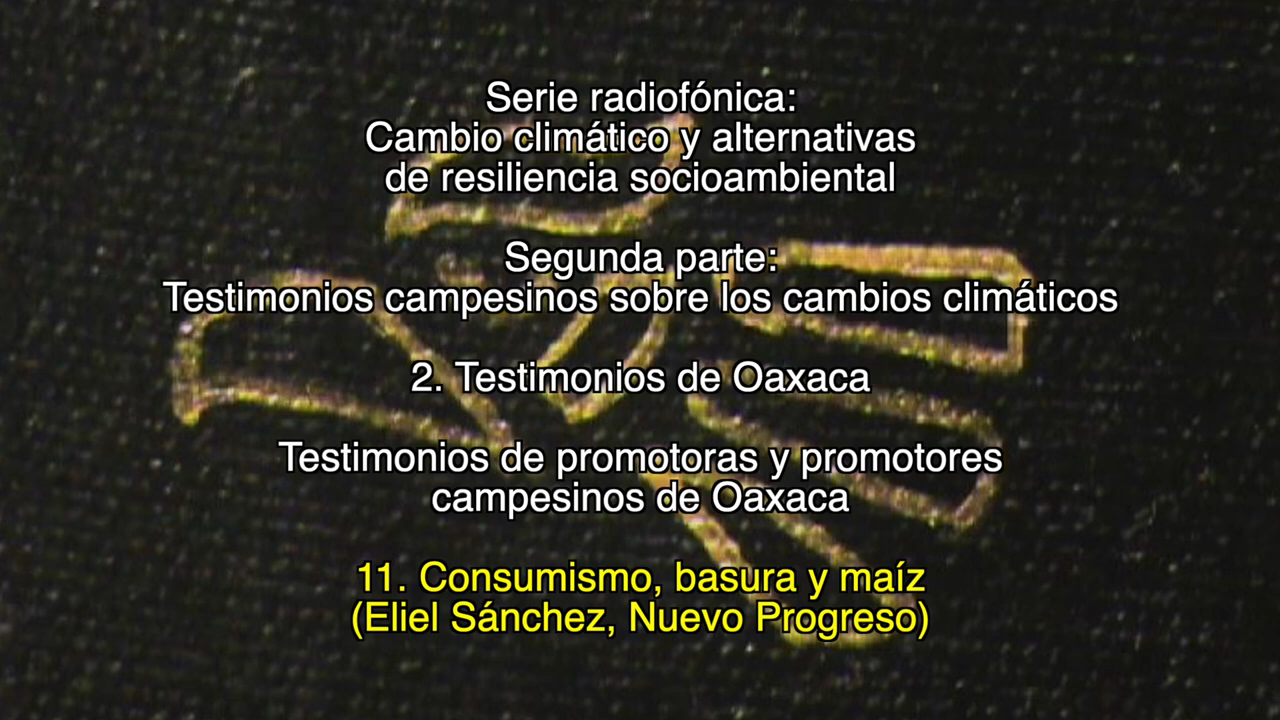 Serie radiofónica:
Cambio climático y alternativas
de resiliencia socioambiental
Segunda parte:
Testimonios campesinos sobre los cambios climáticos
2. Testimonios de Oaxaca
Testimonios de promotoras y promotores
campesinos de Oaxaca
11. Consumismo, basura y maíz
(Eliel Sánchez, Nuevo Progreso)